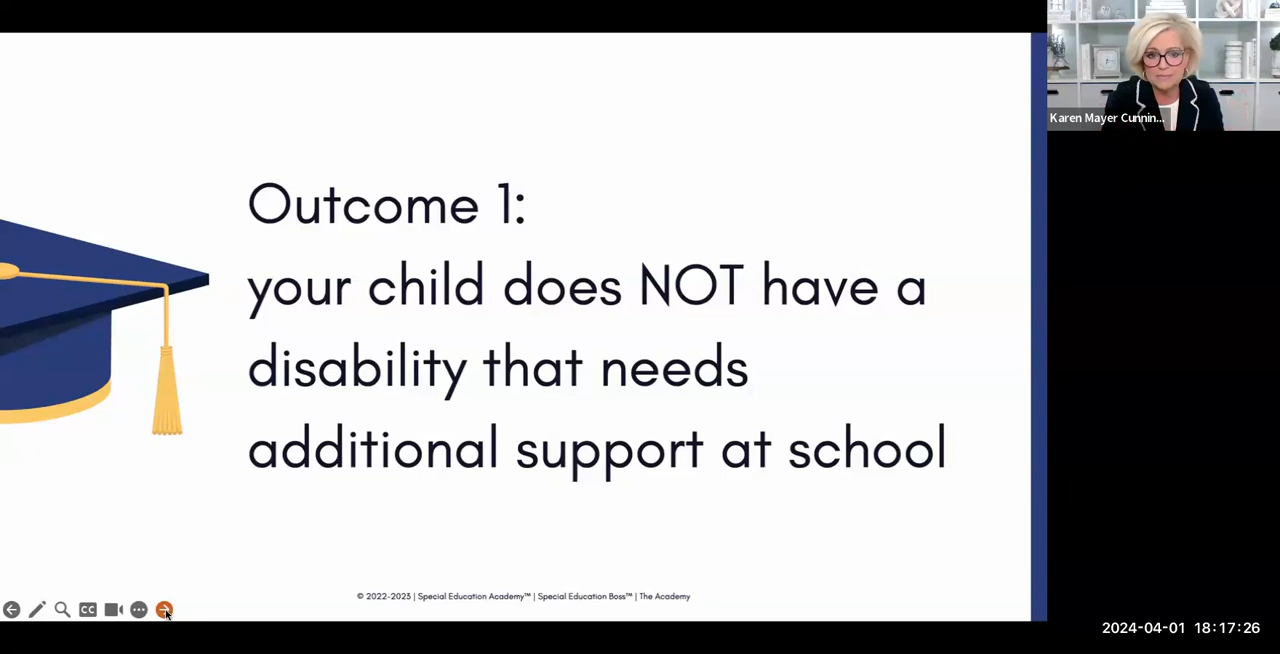 Outcome 1:
your child does NOT have a
disability that needs
additional support at school
© 2022-2023 | Special Education Academy™ | Special Education Boss™ | The Academy
CC
Karen Mayer Cunnin...
2024-04-01 18:17:26